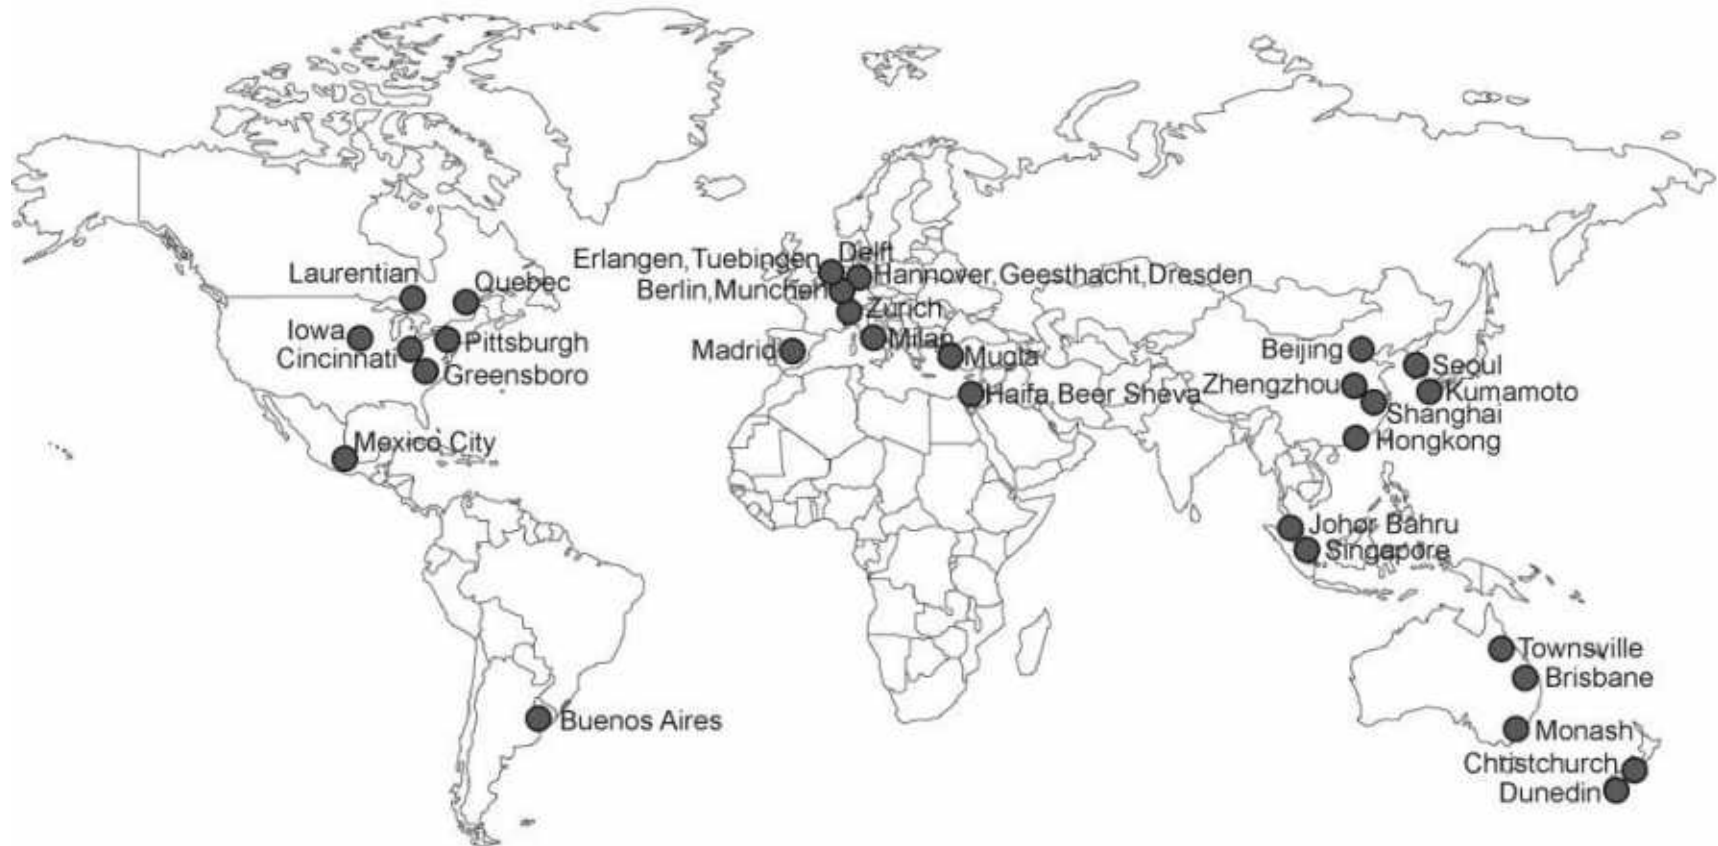 Erlangen,Tuebingen
Delft
Hannover,Geesthacht,Dresden
Berlin,Munchen
Zurich
Laurentian
Quebec
Iowa
Pittsburgh
Cincinnati
Greensboro
Madrid
Milan
Mugla
Haifa,Beer Sheva
Beijing
Seoul
Zhengzhou
Kumamoto
Shanghai
Hongkong
Mexico City
Johor Bahru
Singapore
Townsville
Brisbane
Buenos Aires
Monash
Christchurch
Dunedin